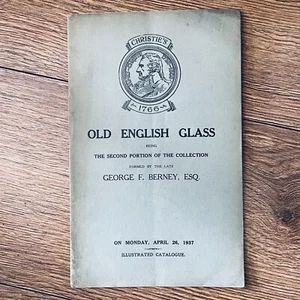 CHRISTIE'S
1766
OLD ENGLISH GLASS
BEING
THE SECOND PORTION OF THE COLLECTION
FORMED BY THE LATE
GEORGE F. BERNEY, ESQ.
ON MONDAY, APRIL 26, 1937
ILLUSTRATED CATALOGUE.